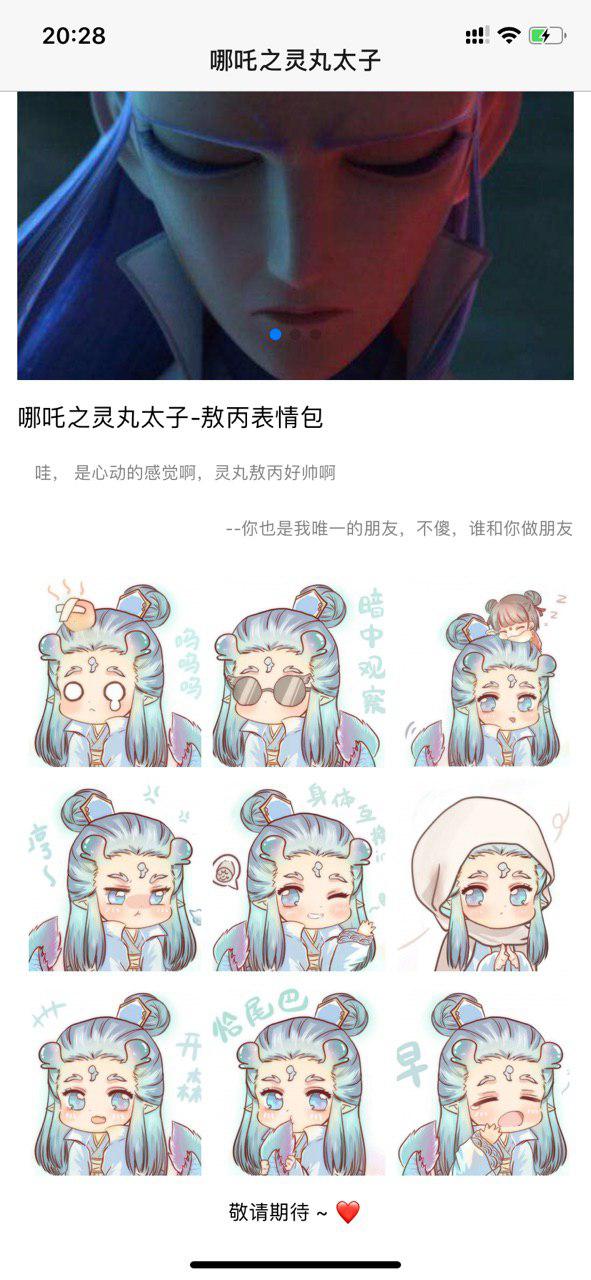 20:28
哪吒之灵丸太子
哪吒之灵丸太子-敖丙表情包
哇， 是心动的感觉啊，灵丸敖丙好帅啊
--你也是我唯一的朋友，不傻，谁和你做朋友
呜呜呜
暗中观察
z z
哼~
身体互换
开森
恰尾巴
早
敬请期待 ~ ❤️